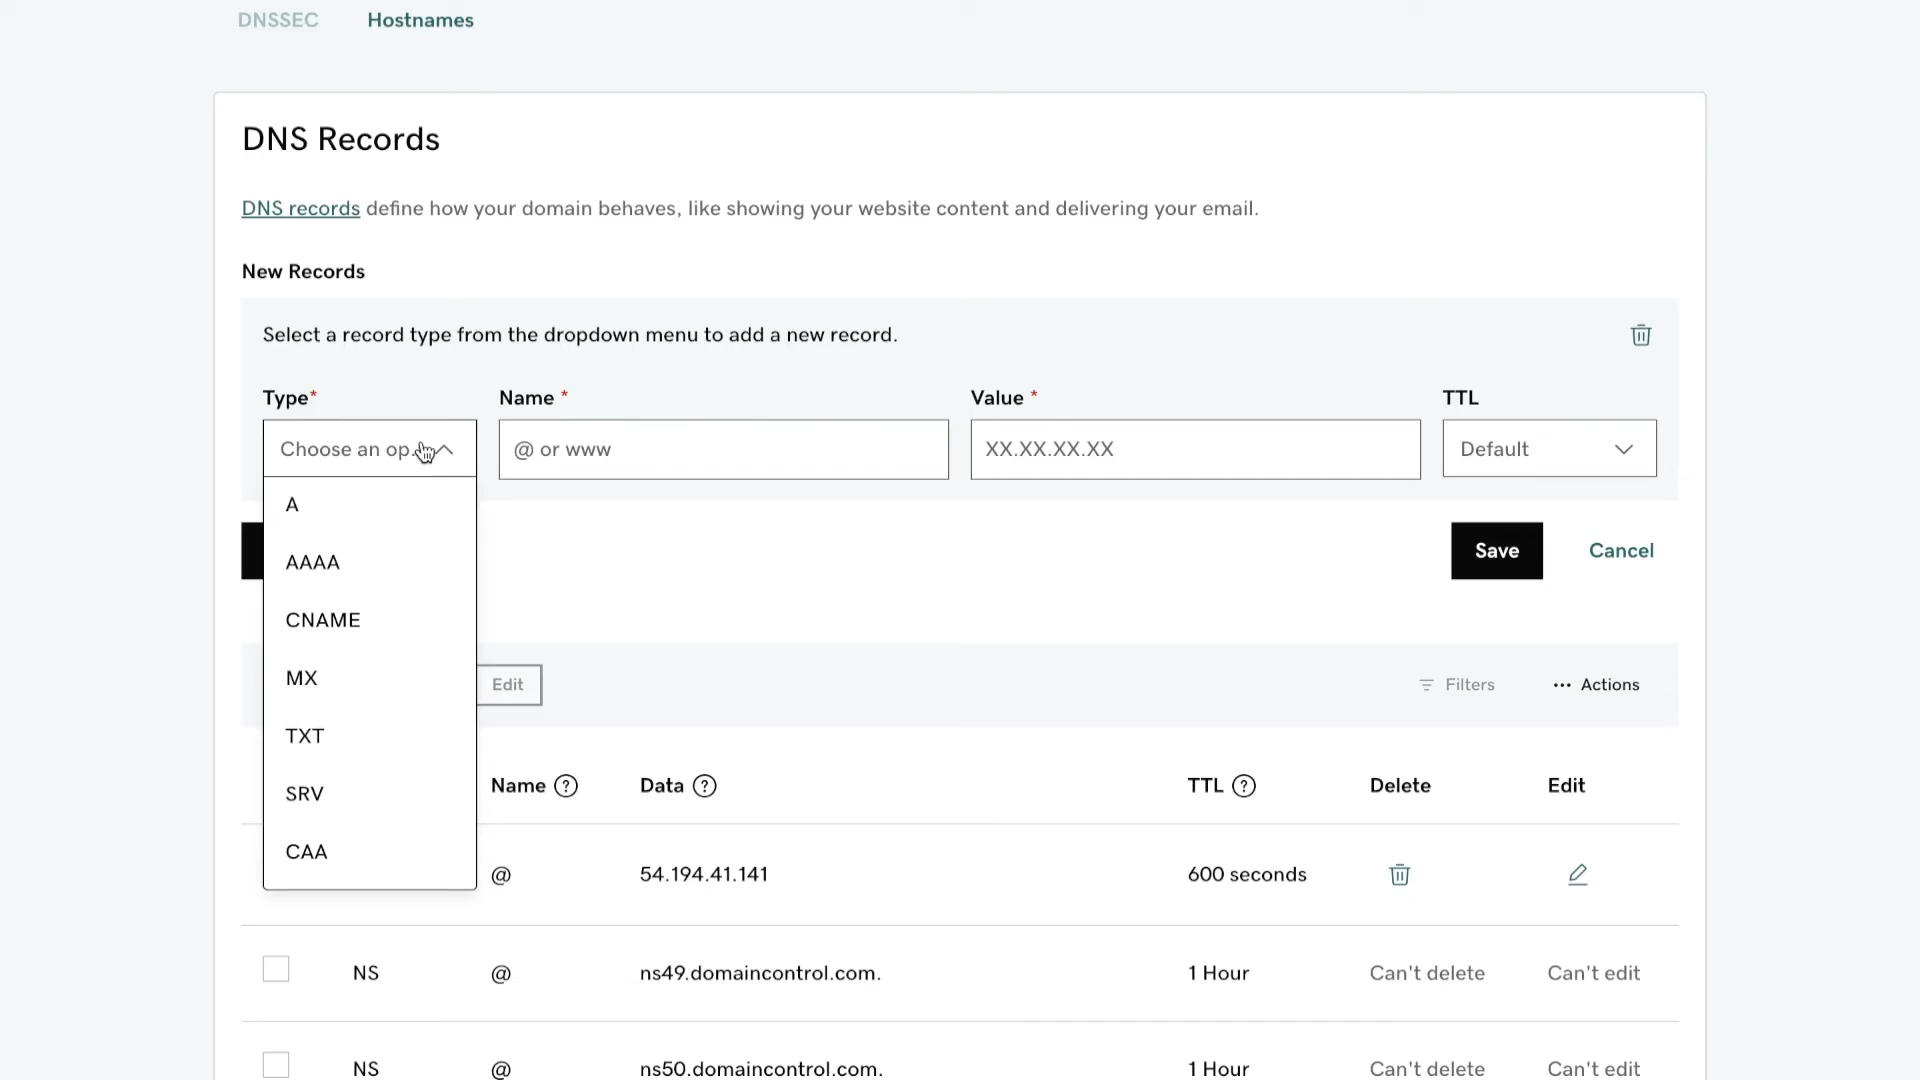 DNSSEC Hostnames
DNS Records
DNS records define how your domain behaves, like showing your website content and delivering your email.
New Records
Select a record type from the dropdown menu to add a new record.
Type* Name * Value * TTL
Choose an op. @ or www XX.XX.XX.XX Default
A
AAAA
CNAME
MX
TXT
SRV
CAA
Save Cancel
Edit Filters ··· Actions
Name ? Data ? TTL ? Delete Edit
@ 54.194.41.141 600 seconds
NS @ ns49.domaincontrol.com. 1 Hour Can't delete Can't edit
NS @ ns50.domaincontrol.com. 1 Hour Can't delete Can't edit